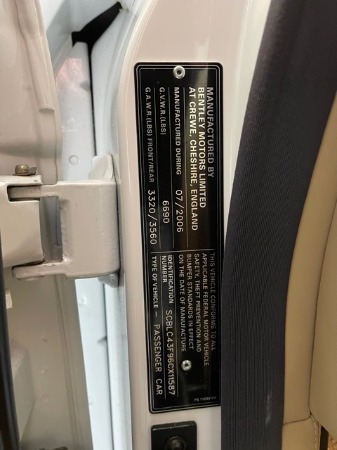 MANUFACTURED BY
BENTLEY MOTORS LIMITED
AT CREWE, CHESHIRE, ENGLAND
MANUFACTURED DURING 07/2006
G.V.W.R.(LBS) 6690
G.A.W.R.(LBS) FRONT/REAR 3320/3560
THIS VEHICLE CONFORMS TO ALL
APPLICABLE FEDERAL MOTOR VEHICLE
SAFETY, THEFT PREVENTION AND
BUMPER STANDARDS IN EFFECT
ON THE DATE OF MANUFACTURE
IDENTIFICATION SCBLC43F96CX11587
NUMBER
TYPE OF VEHICLE - PASSENGER CAR